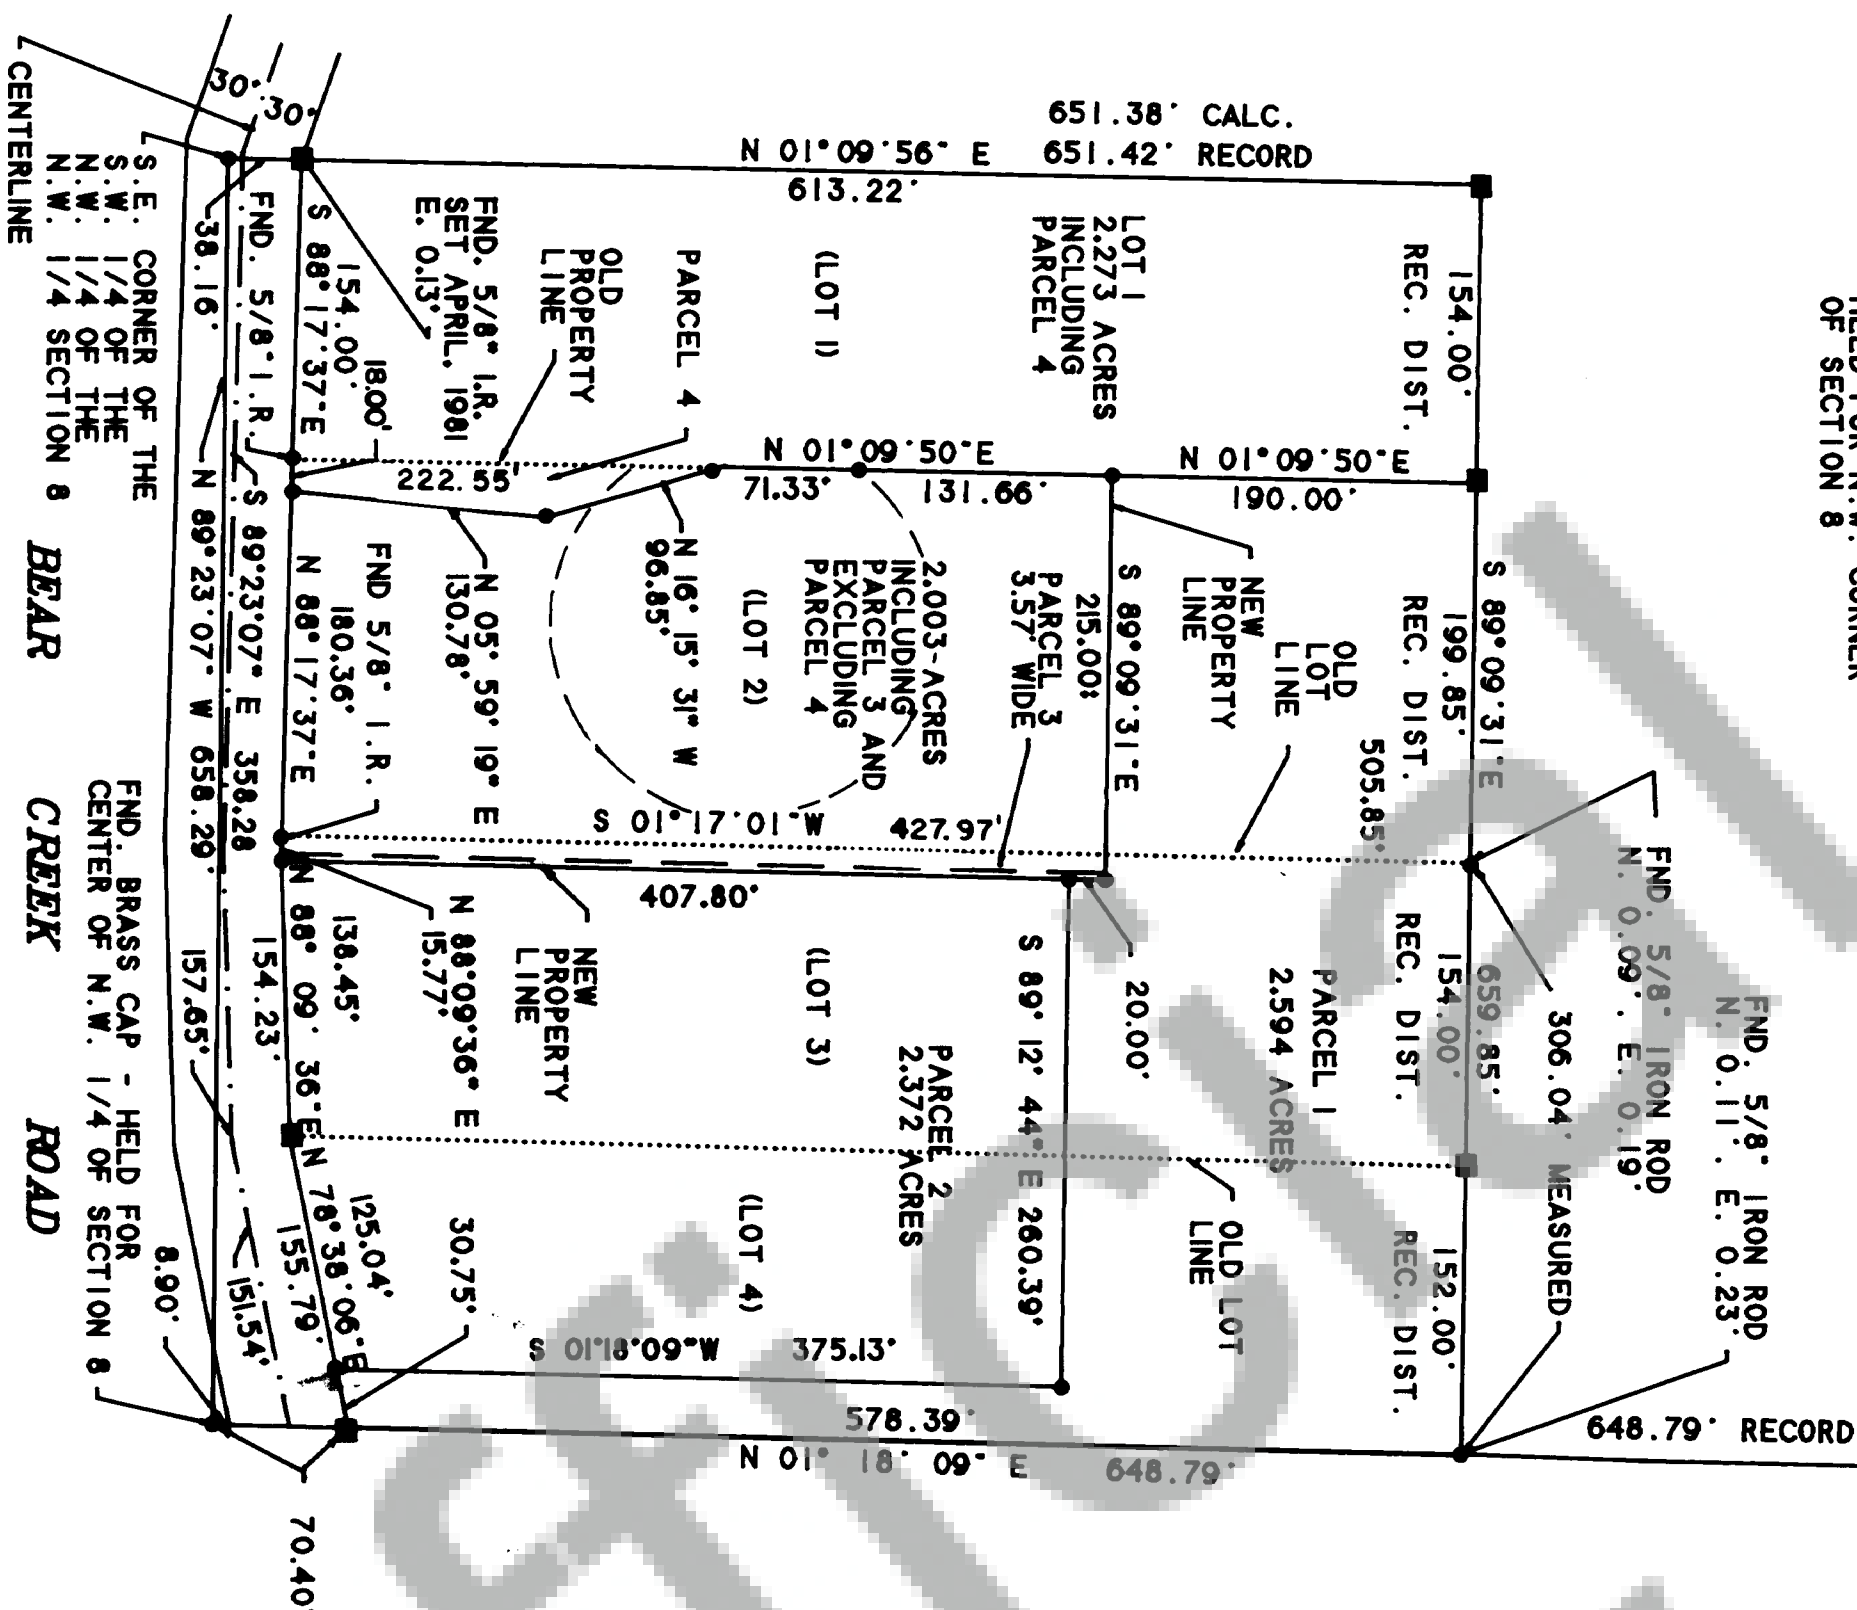 651.38' CALC.
N 01°09'56" E 651.42' RECORD
613.22'
30'
30'
CENTERLINE
S.E. CORNER OF THE
S.W. 1/4 OF THE
N.W. 1/4 OF THE
N.W. 1/4 SECTION 8
38.16'
FND. 5/8" I.R.
S 88°17'37"E
154.00'
18.00'
FND. 5/8" I.R.
SET APRIL, 1981
E. 0.13'
OLD
PROPERTY
LINE
PARCEL 4
(LOT 1)
LOT 1
2.273 ACRES
INCLUDING
PARCEL 4
154.00'
REC. DIST.
OF SECTION 8
N 01°09'50"E
N 01°09'50"E
222.55'
71.33'
131.66'
190.00'
N 89°23'07" W 658.29'
S 89°23'07" E 358.28
N 88°17'37"E
180.36'
FND 5/8" I.R.
N 05° 59' 19" E
130.78'
N 16° 15' 31" W
96.85'
(LOT 2)
2.003-ACRES
INCLUDING
PARCEL 3 AND
EXCLUDING
PARCEL 4
PARCEL 3
3.57' WIDE
S 89°09'31"E
215.00'
NEW
PROPERTY
LINE
OLD
LOT
LINE
S 89°09'31"E
199.85'
REC. DIST.
505.85'
S 01°17'01"W 427.97'
407.80'
BEAR CREEK ROAD
FND. BRASS CAP - HELD FOR
CENTER OF N.W. 1/4 OF SECTION 8
157.65'
154.23'
N 88° 09' 36"E
138.45'
N 88°09'36" E
15.77'
NEW
PROPERTY
LINE
(LOT 3)
PARCEL 2
2.372 ACRES
S 89° 12' 44" E 260.39'
20.00'
PARCEL 1
2.594 ACRES
REC. DIST.
154.00'
659.85'
306.04' MEASURED
FND. 5/8" IRON ROD
N. 0.09'. E. 0.19'
FND. 5/8" IRON ROD
N. 0.11'. E. 0.23'
8.90'
151.54'
N 78°38'06"E
155.79'
125.04'
30.75'
(LOT 4)
OLD LOT
LINE
152.00'
REC. DIST.
S 01°18'09"W 375.13'
578.39'
N 01° 18' 09" E 648.79'
648.79' RECORD
70.40'